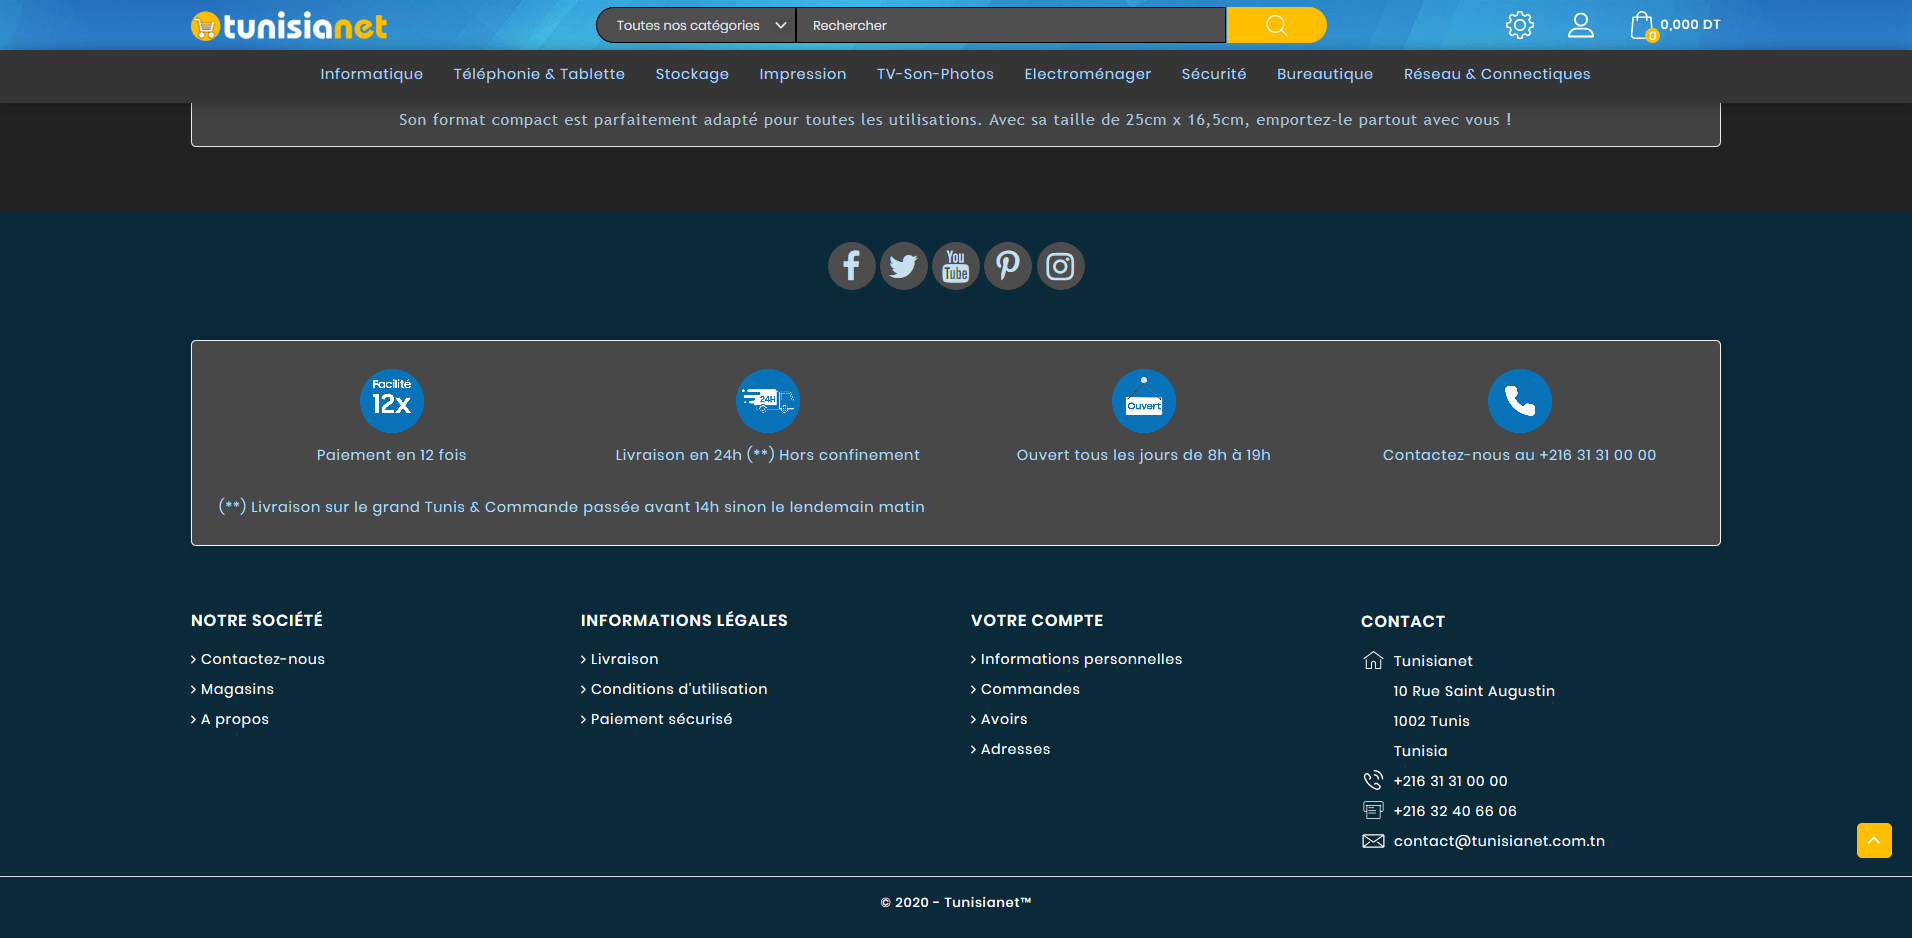 tunisianet
Toutes nos catégories
Rechercher
0
0,000 DT
Informatique
Téléphonie & Tablette
Stockage
Impression
TV-Son-Photos
Electroménager
Sécurité
Bureautique
Réseau & Connectiques
Son format compact est parfaitement adapté pour toutes les utilisations. Avec sa taille de 25cm x 16,5cm, emportez-le partout avec vous !
You
Tube
Facilité
12x
24H
Ouvert
Paiement en 12 fois
Livraison en 24h (**) Hors confinement
Ouvert tous les jours de 8h à 19h
Contactez-nous au +216 31 31 00 00
(**) Livraison sur le grand Tunis & Commande passée avant 14h sinon le lendemain matin
NOTRE SOCIÉTÉ
Contactez-nous
Magasins
A propos
INFORMATIONS LÉGALES
Livraison
Conditions d'utilisation
Paiement sécurisé
VOTRE COMPTE
Informations personnelles
Commandes
Avoirs
Adresses
CONTACT
Tunisianet
10 Rue Saint Augustin
1002 Tunis
Tunisia
+216 31 31 00 00
+216 32 40 66 06
contact@tunisianet.com.tn
© 2020 - Tunisianet™